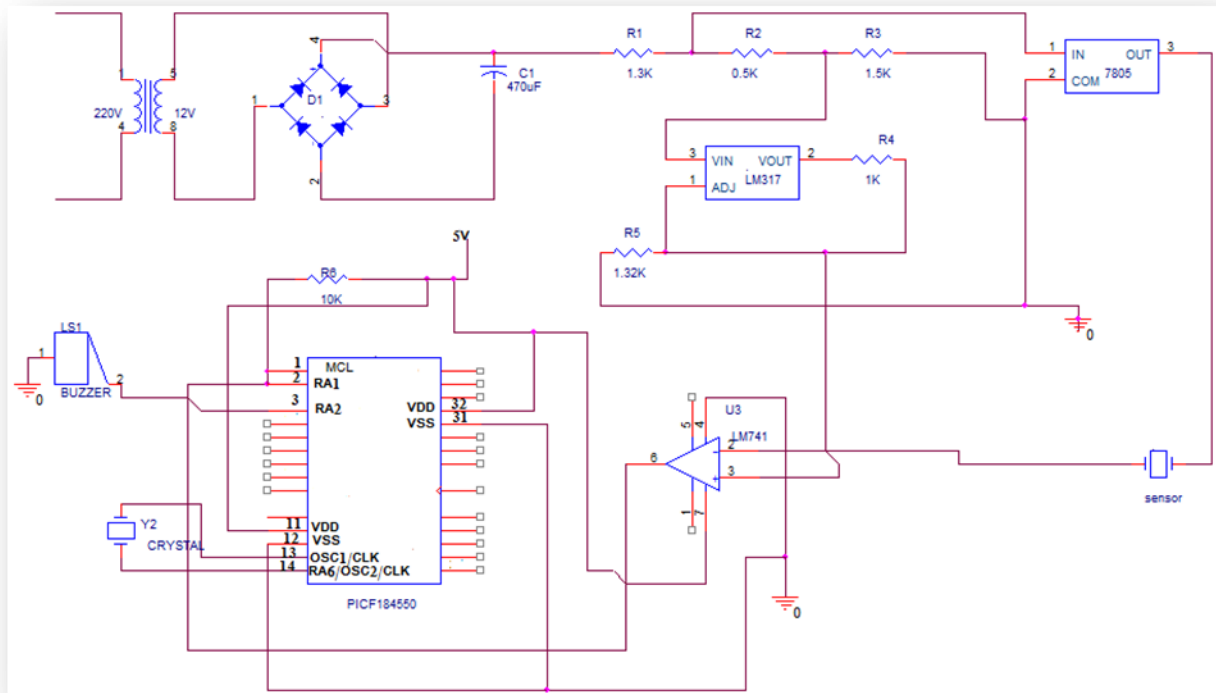 4
R1
R2
R3
1 IN OUT 3
2 COM
7805
1.3K
0.5K
1.5K
1 5
220V 12V
4 8
D1
1 3
2
C1
470uF
3 VIN VOUT 2
1 ADJ LM317
R4
1K
R5
1.32K
0
5V
R6
10K
LS1
1
2
BUZZER
0
1 MCL
2 RA1
3 RA2
VDD 32
VSS 31
11 VDD
12 VSS
13 OSC1/CLK
14 RA6/OSC2/CLK
PICF184550
Y2
CRYSTAL
U3
LM741
5 4
2
6
3
1 7
0
sensor